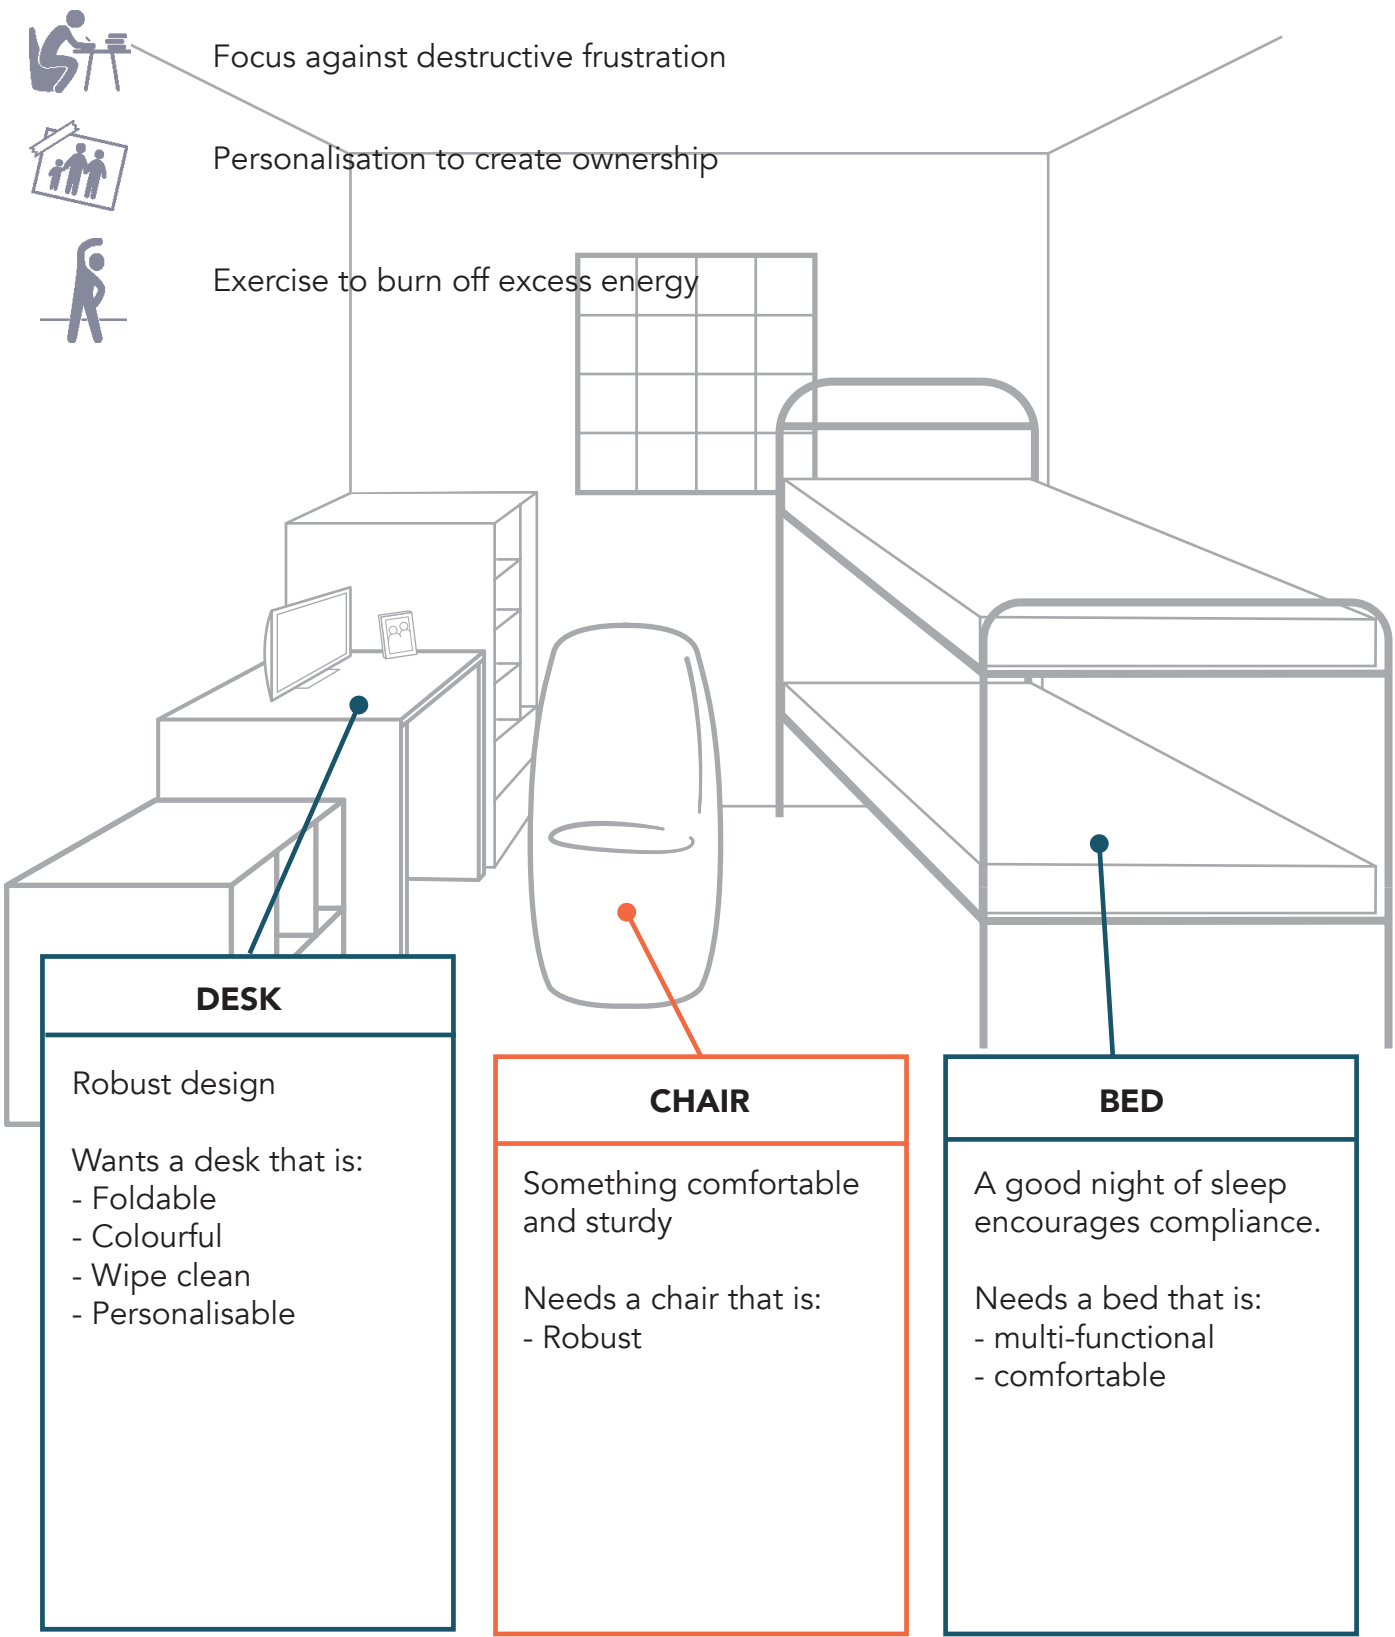 Focus against destructive frustration
Personalisation to create ownership
Exercise to burn off excess energy
DESK
Robust design
Wants a desk that is:
- Foldable
- Colourful
- Wipe clean
- Personalisable
CHAIR
Something comfortable
and sturdy
Needs a chair that is:
- Robust
BED
A good night of sleep
encourages compliance.
Needs a bed that is:
- multi-functional
- comfortable